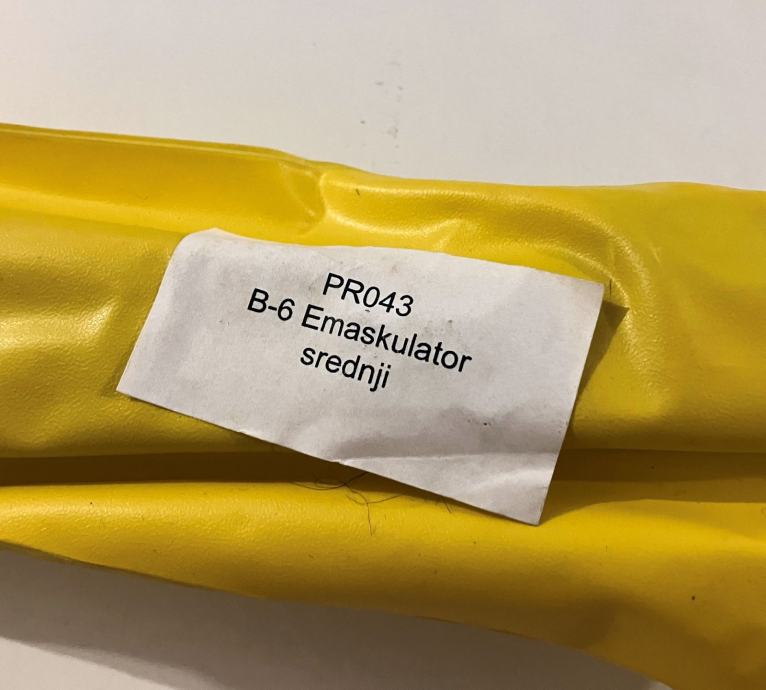 PR043
B-6 Emaskulator
srednji